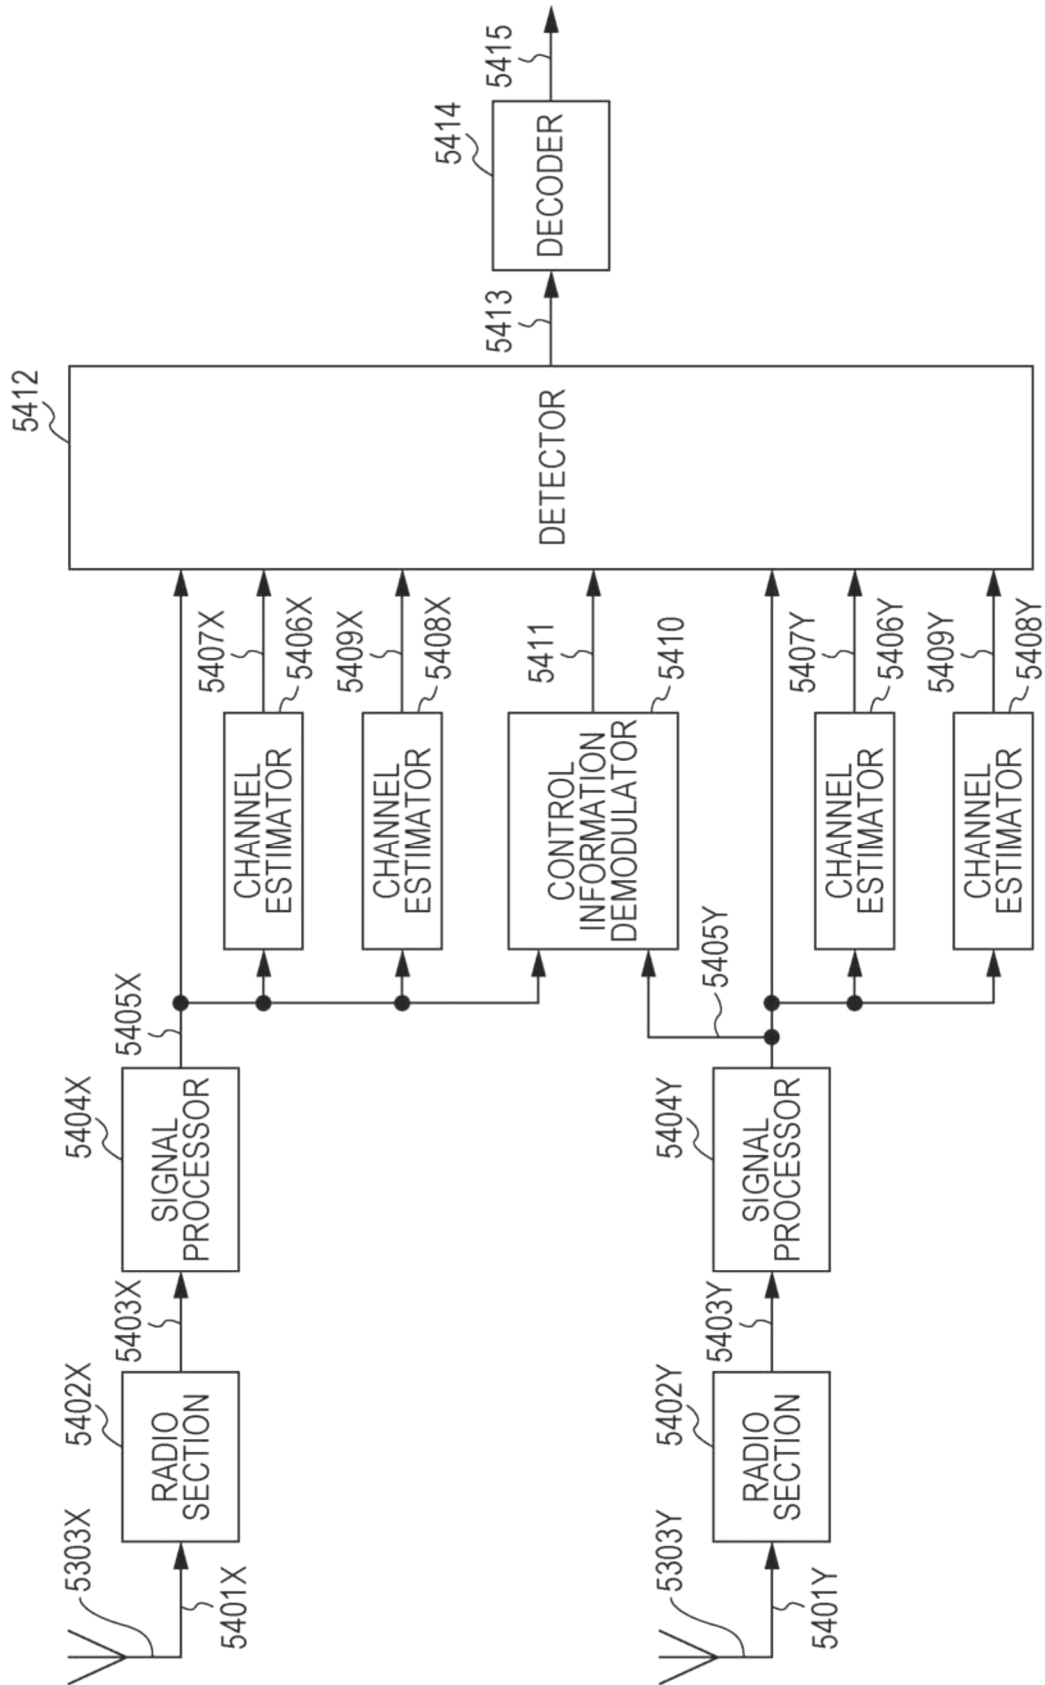 5303X
5401X
5402X
RADIO
SECTION
5403X
5404X
SIGNAL
PROCESSOR
5405X
5407X
CHANNEL
ESTIMATOR
5406X
5409X
CHANNEL
ESTIMATOR
5408X
CONTROL
INFORMATION
DEMODULATOR
5411
5410
5303Y
5401Y
5402Y
RADIO
SECTION
5403Y
5404Y
SIGNAL
PROCESSOR
5405Y
5407Y
CHANNEL
ESTIMATOR
5406Y
5409Y
CHANNEL
ESTIMATOR
5408Y
5412
DETECTOR
5413
5414
DECODER
5415